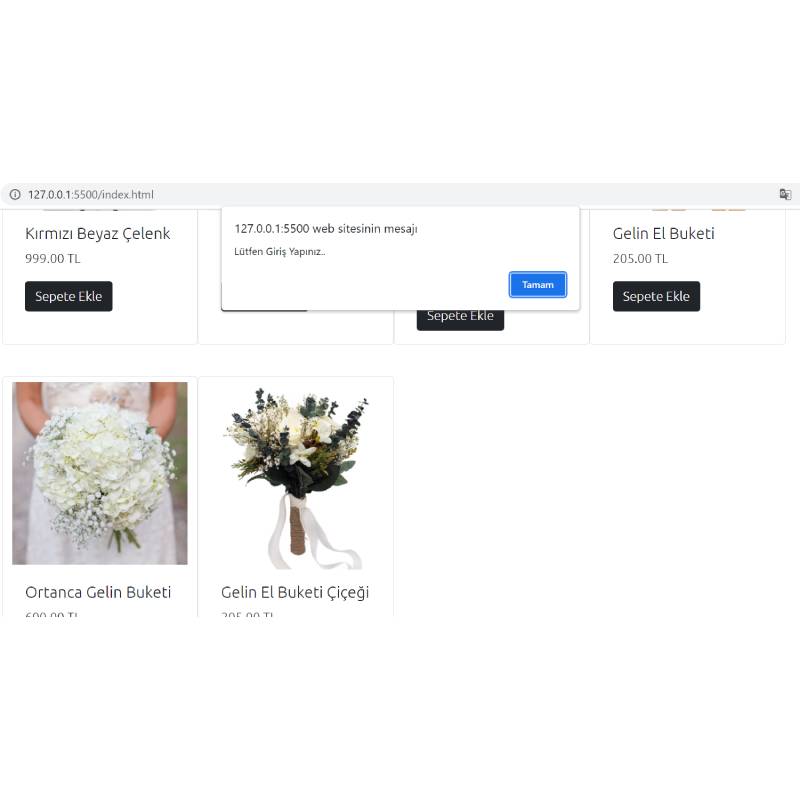 127.0.0.1:5500/index.html
127.0.0.1:5500 web sitesinin mesajı
Lütfen Giriş Yapınız..
Tamam
Kırmızı Beyaz Çelenk
999.00 TL
Sepete Ekle
Sepete Ekle
Gelin El Buketi
205.00 TL
Sepete Ekle
Ortanca Gelin Buketi
Gelin El Buketi Çiçeği